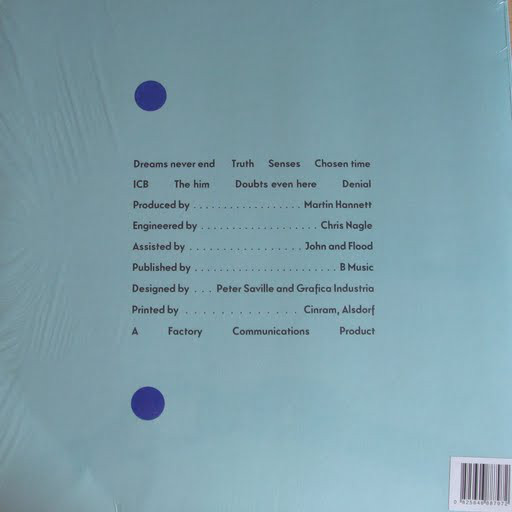 Dreams never end Truth Senses Chosen time
ICB The him Doubts even here Denial
Produced by . . . . . . . . . . . . . . . . . . Martin Hannett
Engineered by . . . . . . . . . . . . . . . . . . . Chris Nagle
Assisted by . . . . . . . . . . . . . . . . . John and Flood
Published by . . . . . . . . . . . . . . . . . . . . . . B Music
Designed by . . . Peter Saville and Grafica Industria
Printed by . . . . . . . . . . . . . Cinram, Alsdorf
A Factory Communications Product